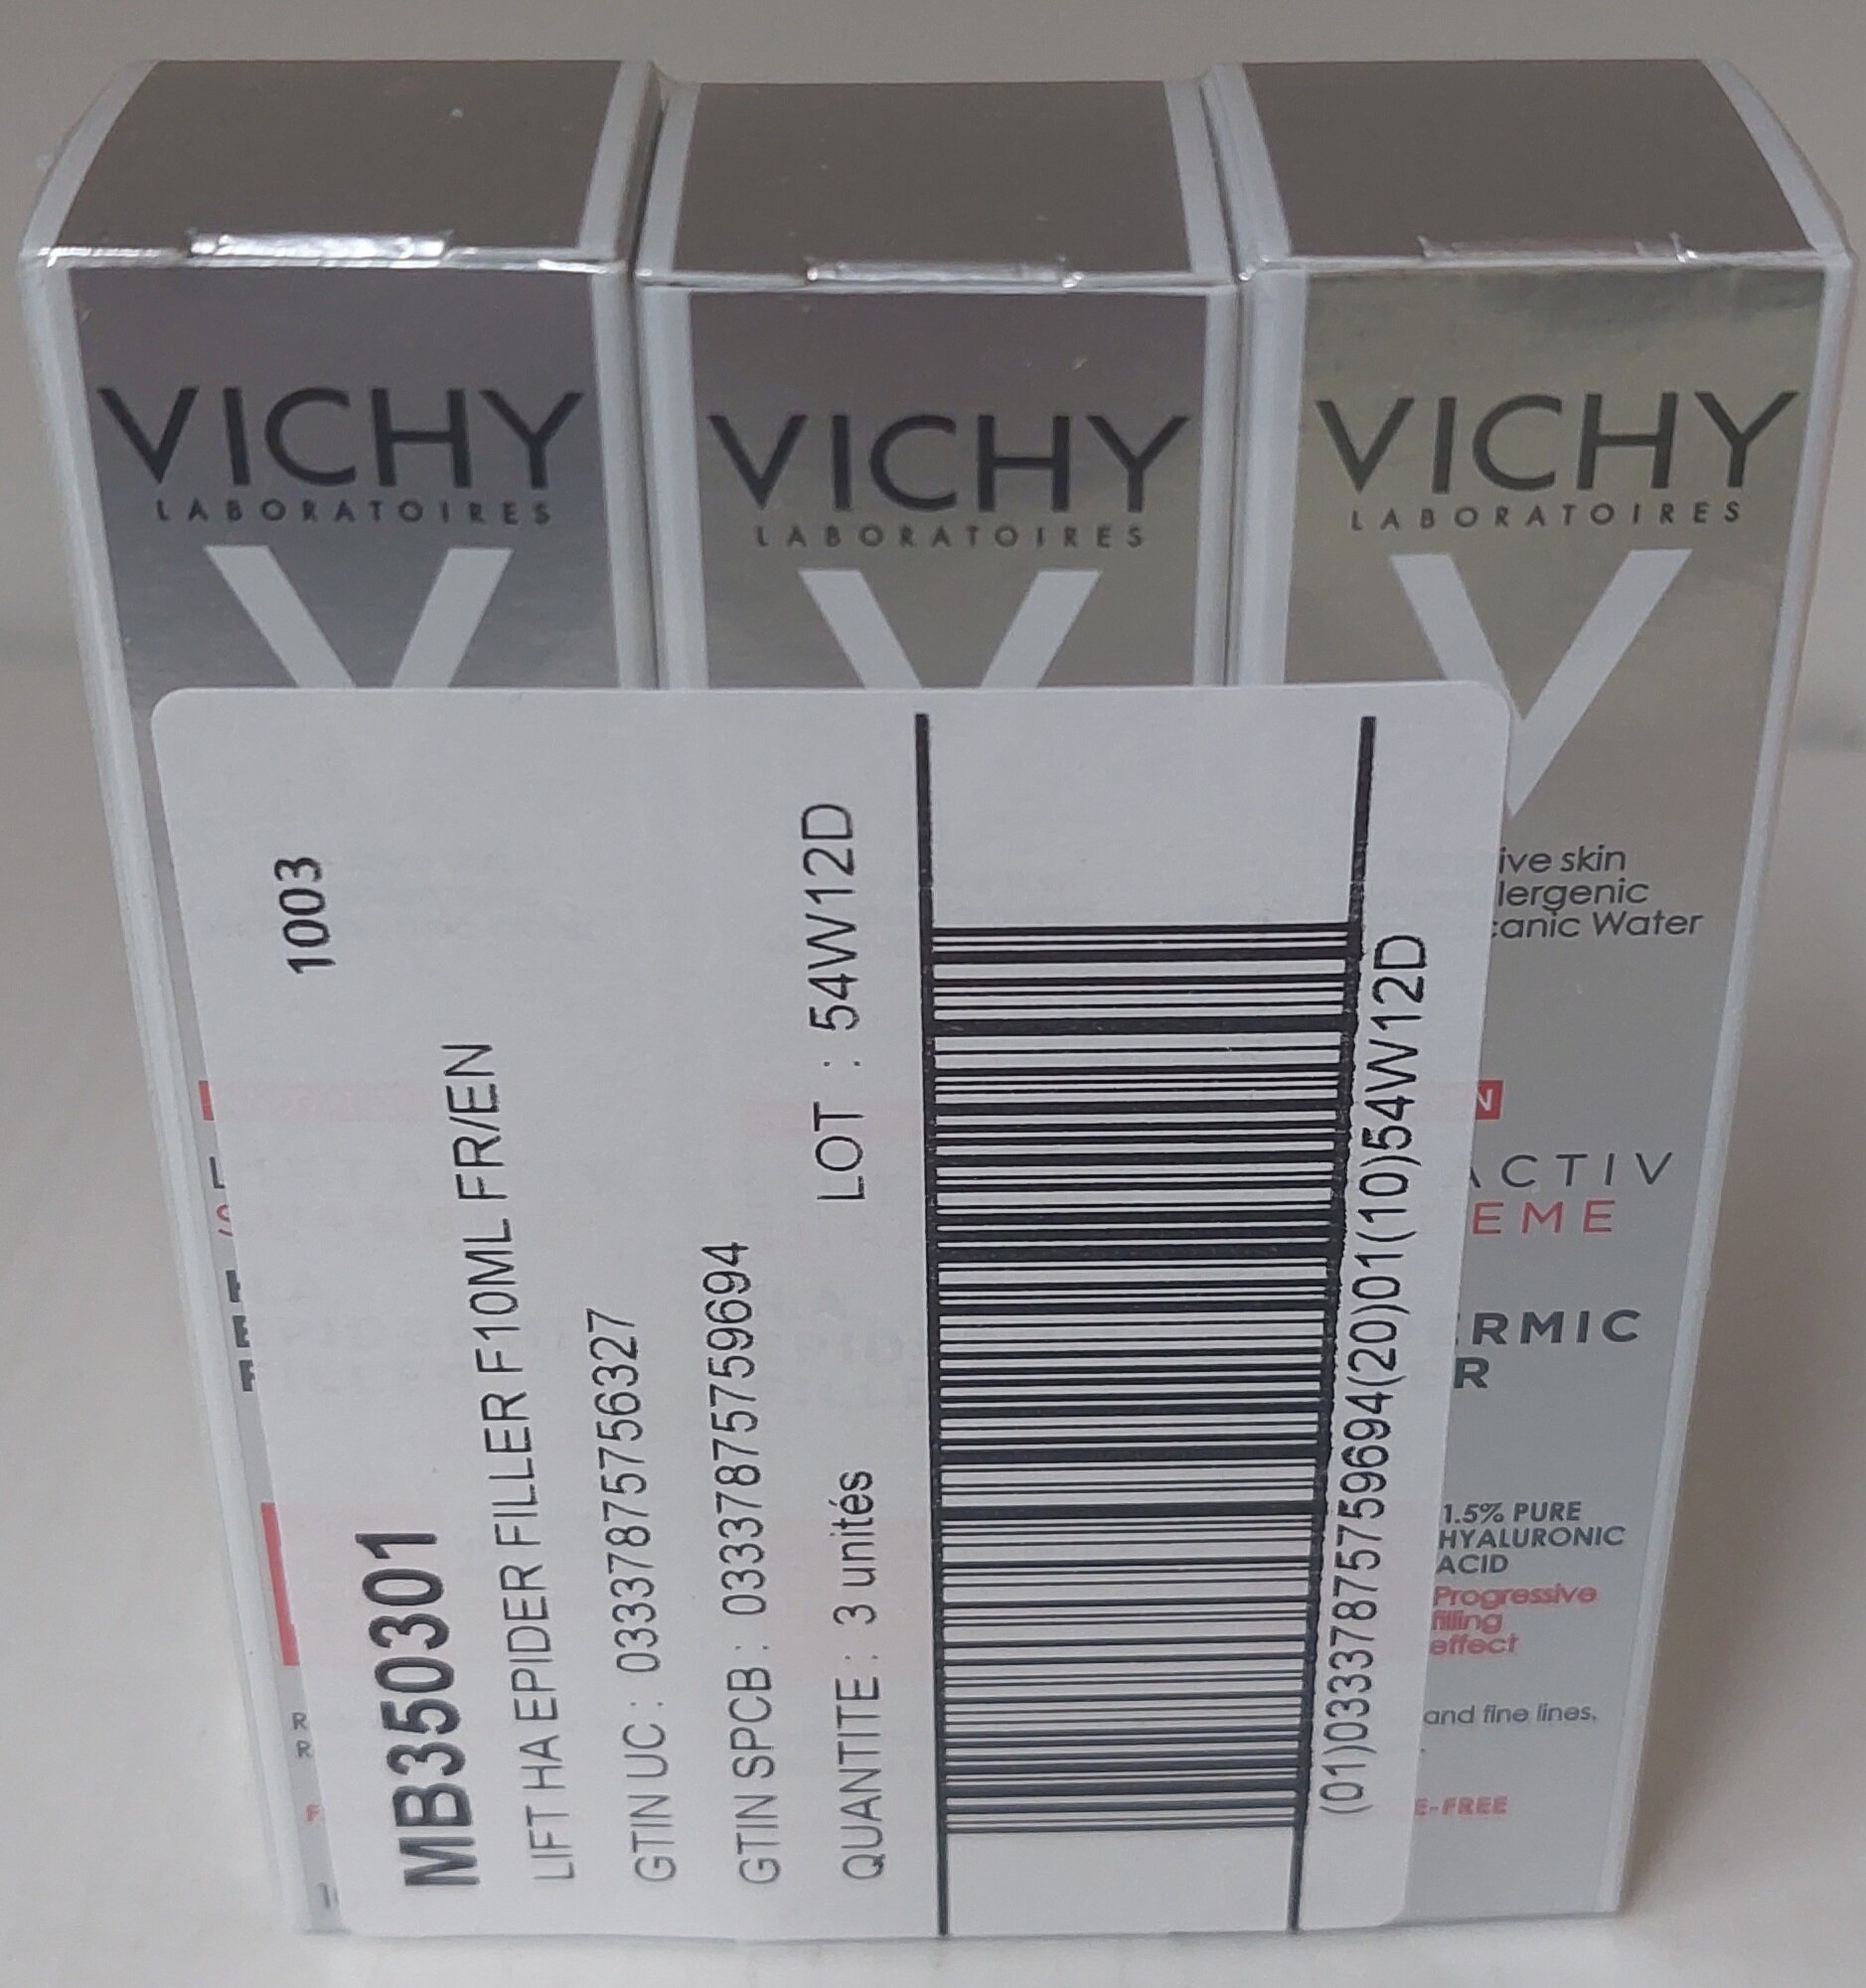 VICHY
LABORATOIRES
VICHY
LABORATOIRES
VICHY
LABORATOIRES
1003
MB350301
LIFT HA EPIDER FILLER F10ML FR/EN
GTIN UC : 03337875756327
GTIN SPCB : 03337875759694
QUANTITE : 3 unités LOT : 54W12D
(01)03337875759694(20)01(10)54W12D
ive skin
lergenic
canic Water
N
ACTIV
EME
ERMIC
R
1.5% PURE
HYALURONIC
ACID
Progressive
filling
effect
and fine lines.
E-FREE
R
R
F